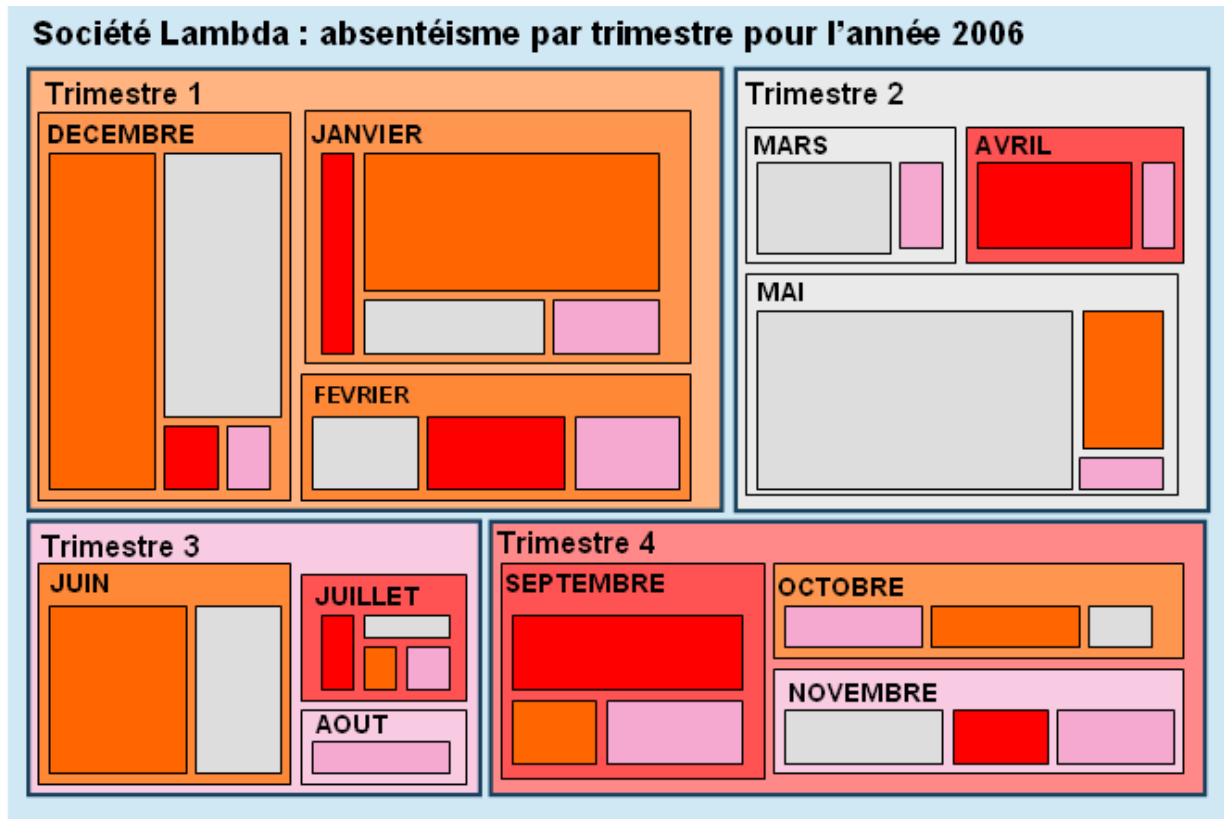 Société Lambda : absentéisme par trimestre pour l'année 2006
Trimestre 1
DECEMBRE
JANVIER
FEVRIER
Trimestre 2
MARS
AVRIL
MAI
Trimestre 3
JUIN
JUILLET
AOUT
Trimestre 4
SEPTEMBRE
OCTOBRE
NOVEMBRE